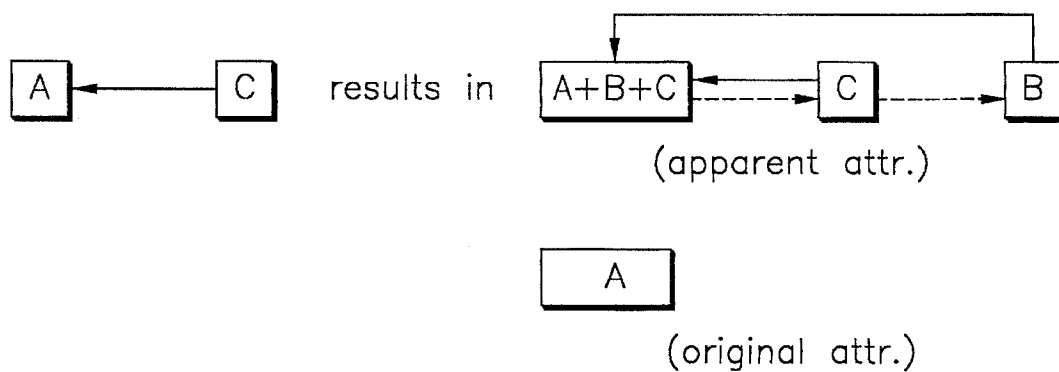 A C results in A+B+C C B
(apparent attr.)
A
(original attr.)